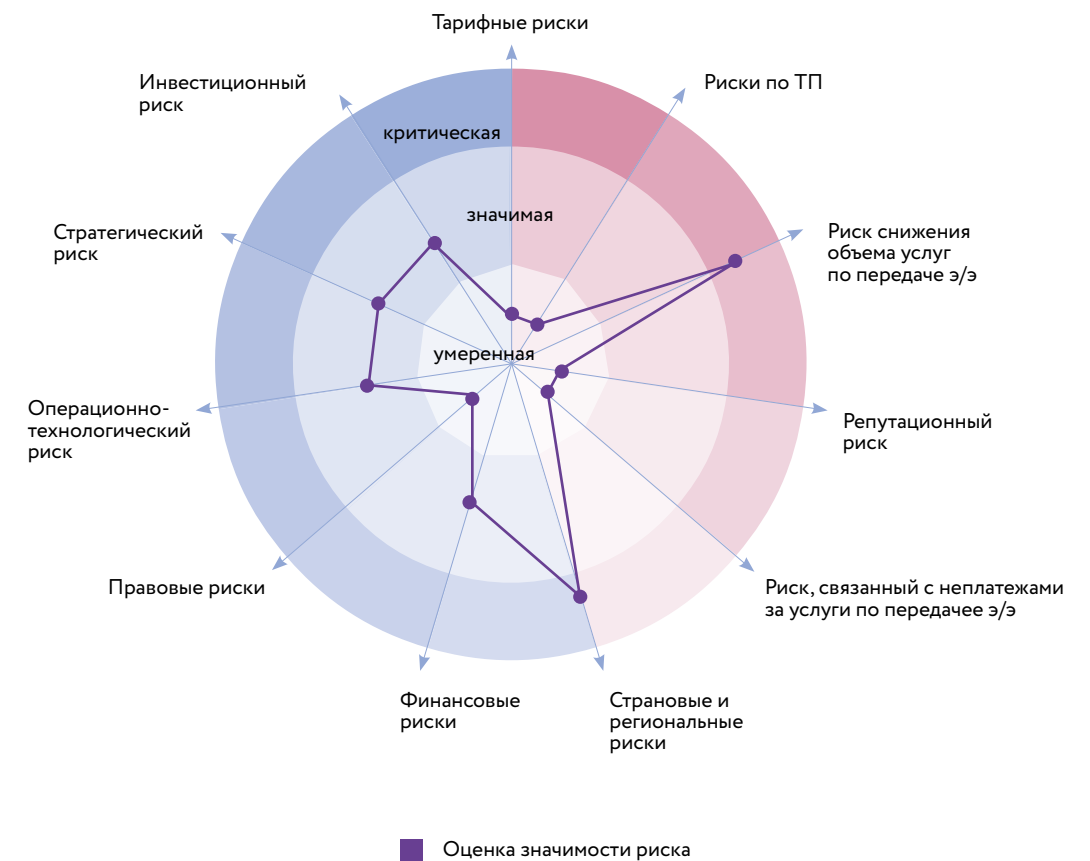 Тарифные риски
Инвестиционный
риск
Риски по ТП
критическая
значимая
Стратегический
риск
Риск снижения
объема услуг
по передаче э/э
умеренная
Операционно-
технологический
риск
Репутационный
риск
Правовые риски
Риск, связанный с неплатежами
за услуги по передачее э/э
Финансовые
риски
Страновые и
региональные
риски
Оценка значимости риска